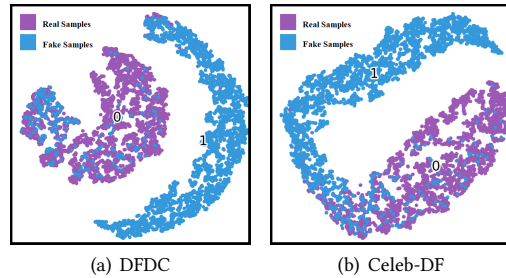 Real Samples
Fake Samples
0
1
(a) DFDC
Real Samples
Fake Samples
1
0
(b) Celeb-DF